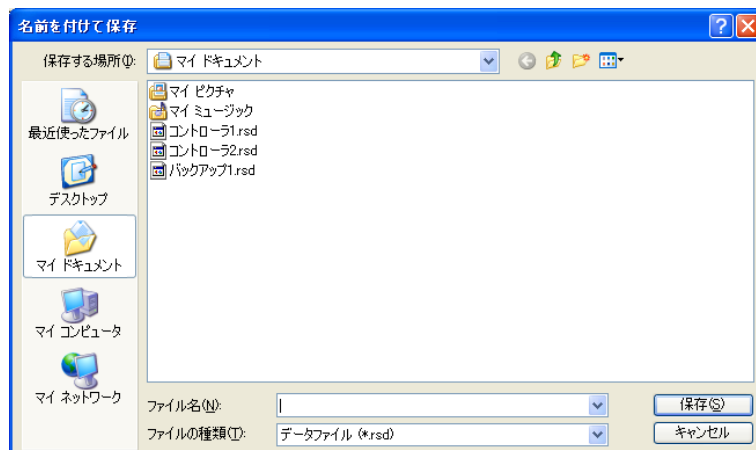 名前を付けて保存
保存する場所(I): マイ ドキュメント
マイ ピクチャ
マイ ミュージック
コントローラ1.rsd
コントローラ2.rsd
バックアップ1.rsd
最近使ったファイル
デスクトップ
マイ ドキュメント
マイ コンピュータ
マイ ネットワーク
ファイル名(N): 保存(S)
ファイルの種類(T): データファイル (*.rsd) キャンセル